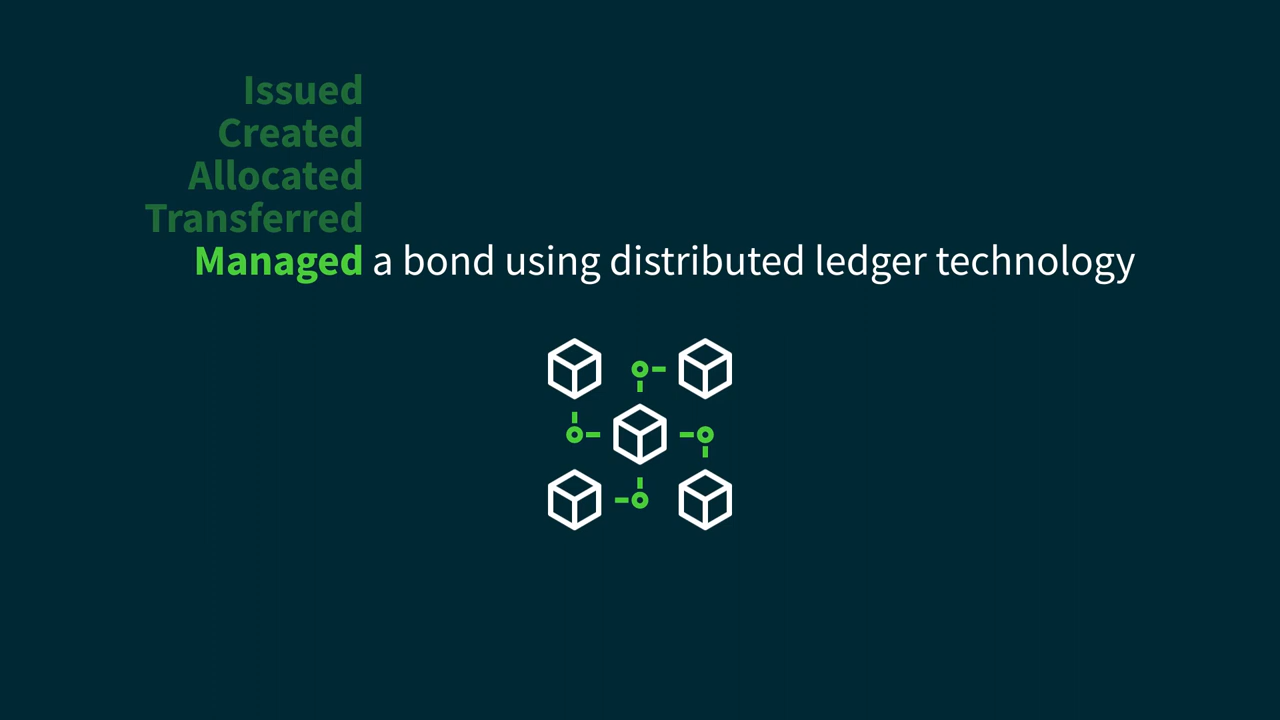 Issued
Created
Allocated
Transferred
Managed a bond using distributed ledger technology